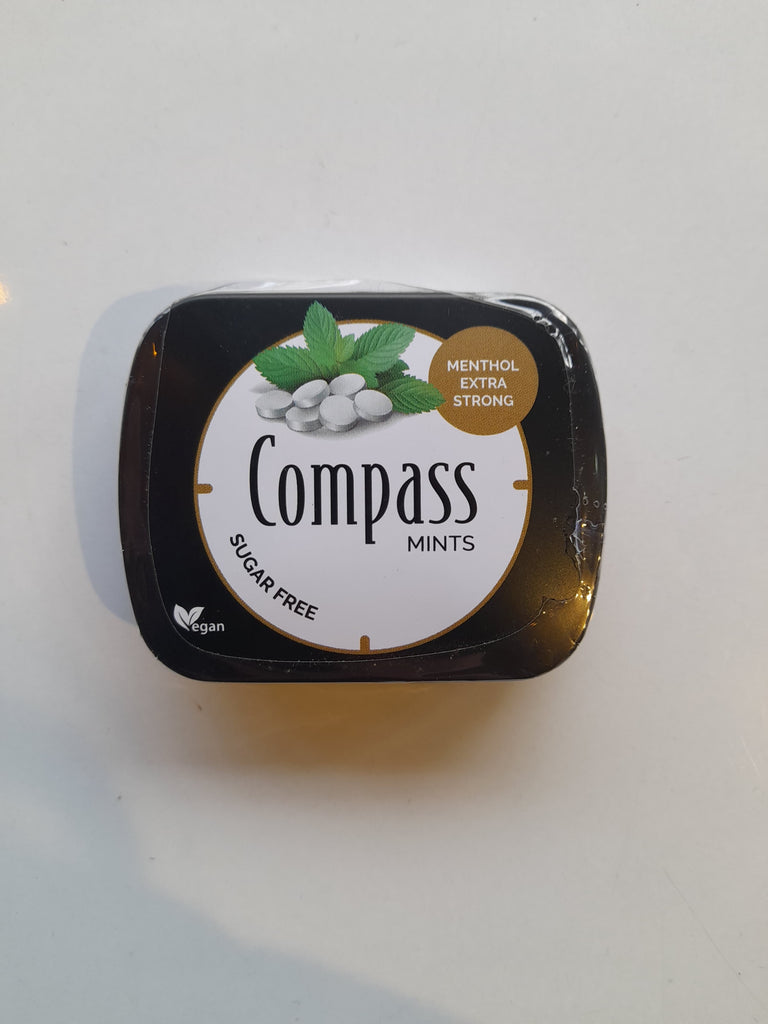 MENTHOL
EXTRA
STRONG
Compass
MINTS
SUGAR FREE
Vegan